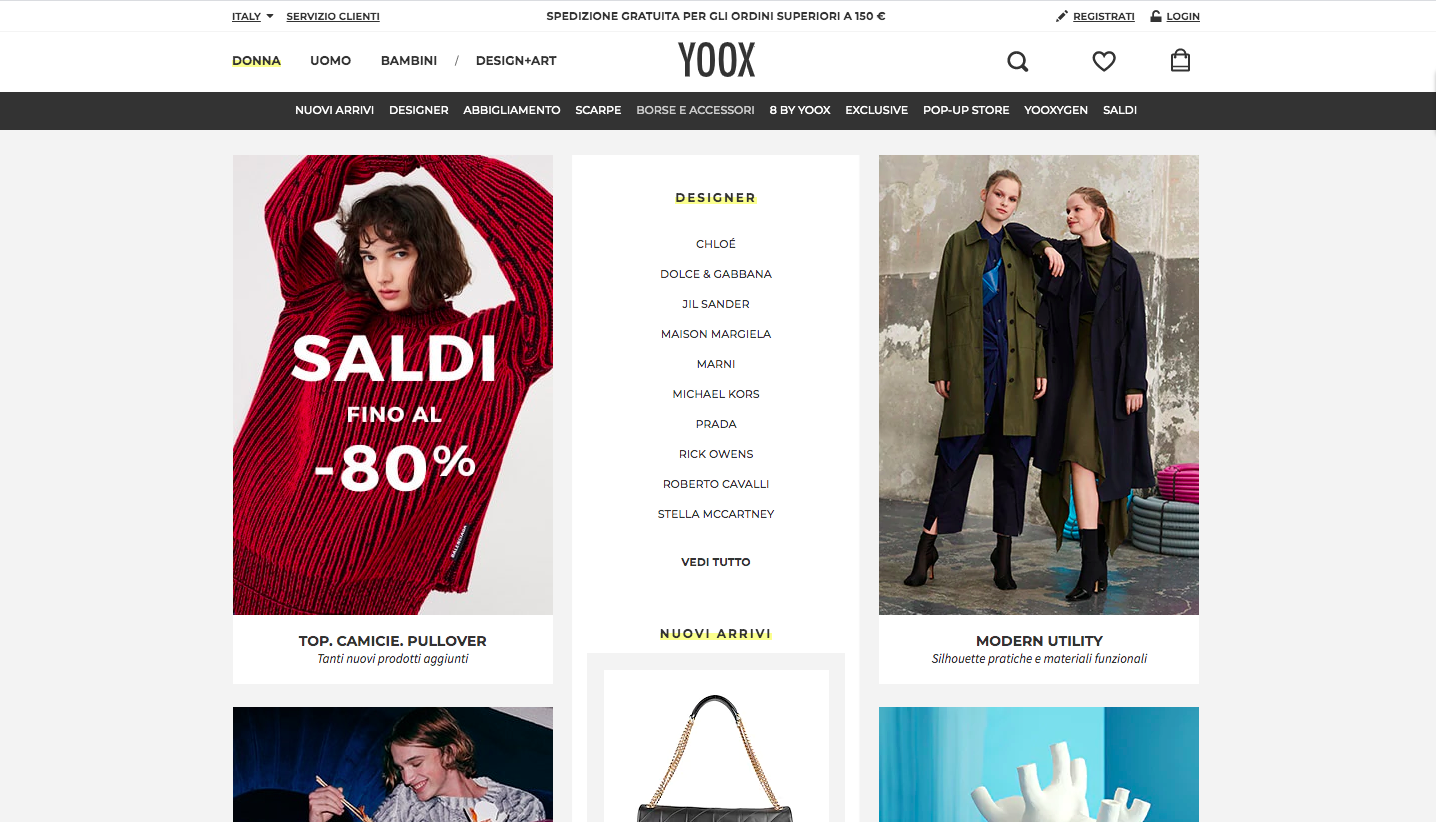 ITALY SERVIZIO CLIENTI SPEDIZIONE GRATUITA PER GLI ORDINI SUPERIORI A 150 € REGISTRATI LOGIN
DONNA UOMO BAMBINI / DESIGN+ART YOOX
NUOVI ARRIVI DESIGNER ABBIGLIAMENTO SCARPE BORSE E ACCESSORI 8 BY YOOX EXCLUSIVE POP-UP STORE YOOXYGEN SALDI
SALDI
FINO AL
-80%
BALENCIAGA
TOP. CAMICIE. PULLOVER
Tanti nuovi prodotti aggiunti
DESIGNER
CHLOÉ
DOLCE & GABBANA
JIL SANDER
MAISON MARGIELA
MARNI
MICHAEL KORS
PRADA
RICK OWENS
ROBERTO CAVALLI
STELLA MCCARTNEY
VEDI TUTTO
NUOVI ARRIVI
MODERN UTILITY
Silhouette pratiche e materiali funzionali